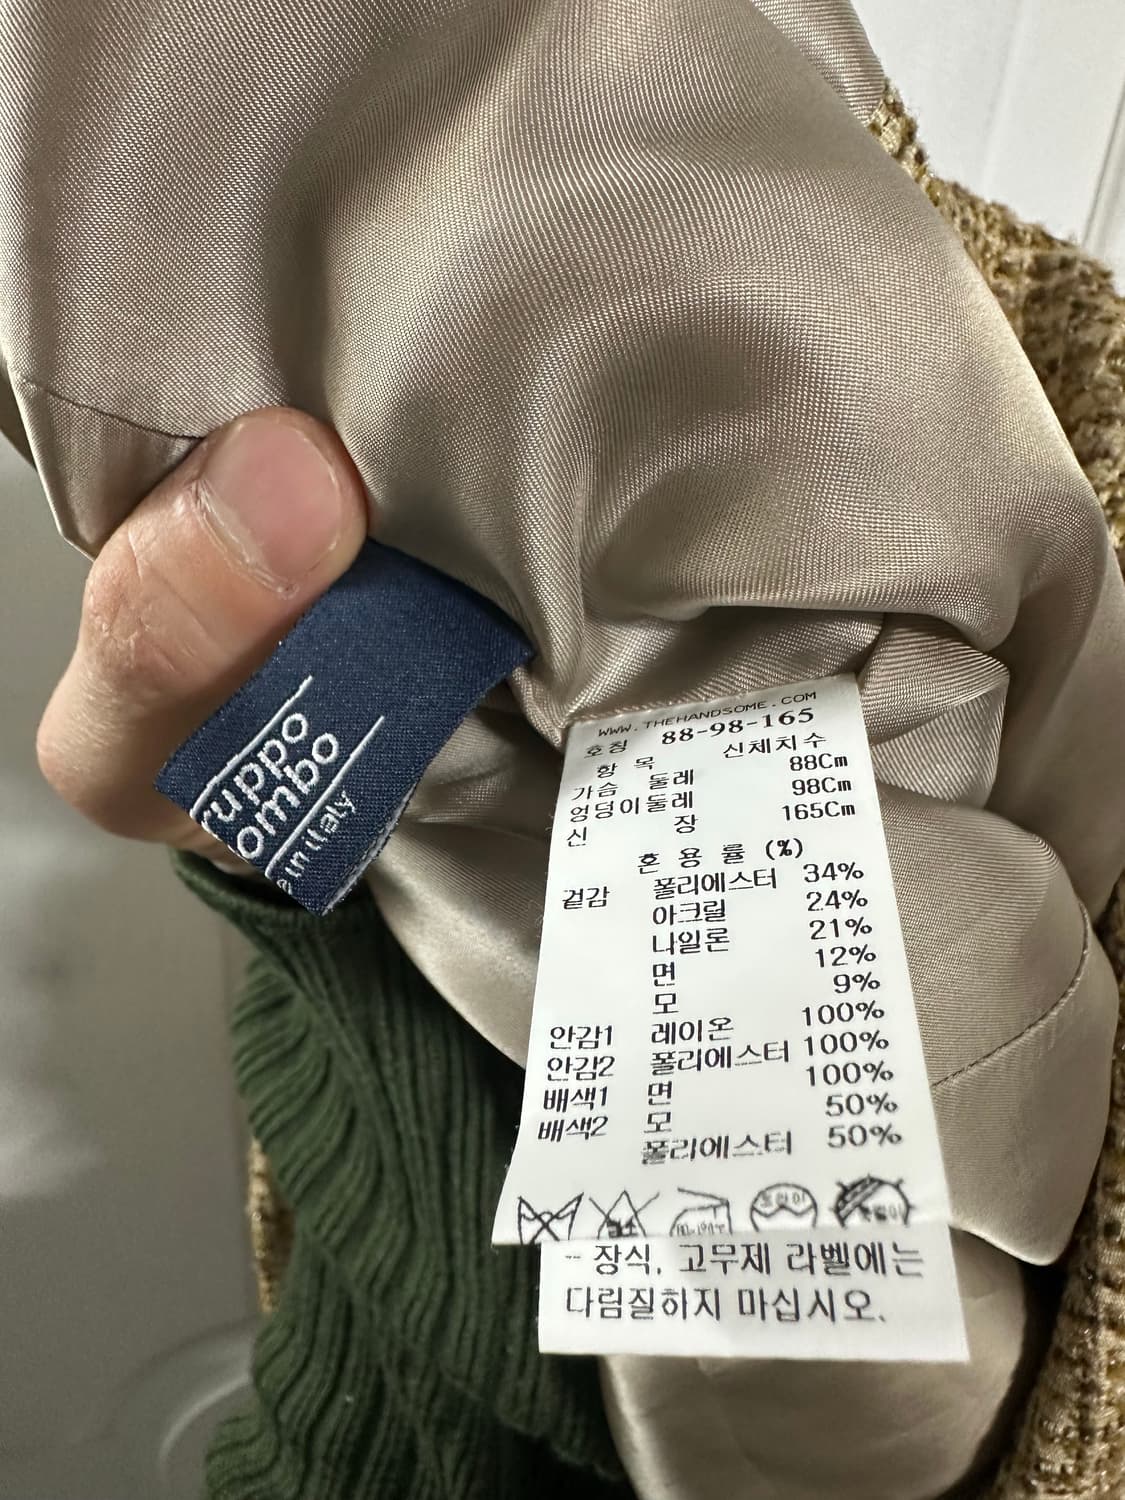 ruppo
ombo
e in italy
WWW.THEHANDSOME.COM
호칭 88-98-165
항 목 신체치수
가슴 둘레 88Cm
엉덩이둘레 98Cm
신 장 165Cm
혼 용 률 (%)
겉감 폴리에스터 34%
아크릴 24%
나일론 21%
면 12%
모 9%
안감1 레이온 100%
안감2 폴리에스터 100%
배색1 면 100%
배색2 모 50%
폴리에스터 50%
드라이
- 장식, 고무제 라벨에는
다림질하지 마십시오.